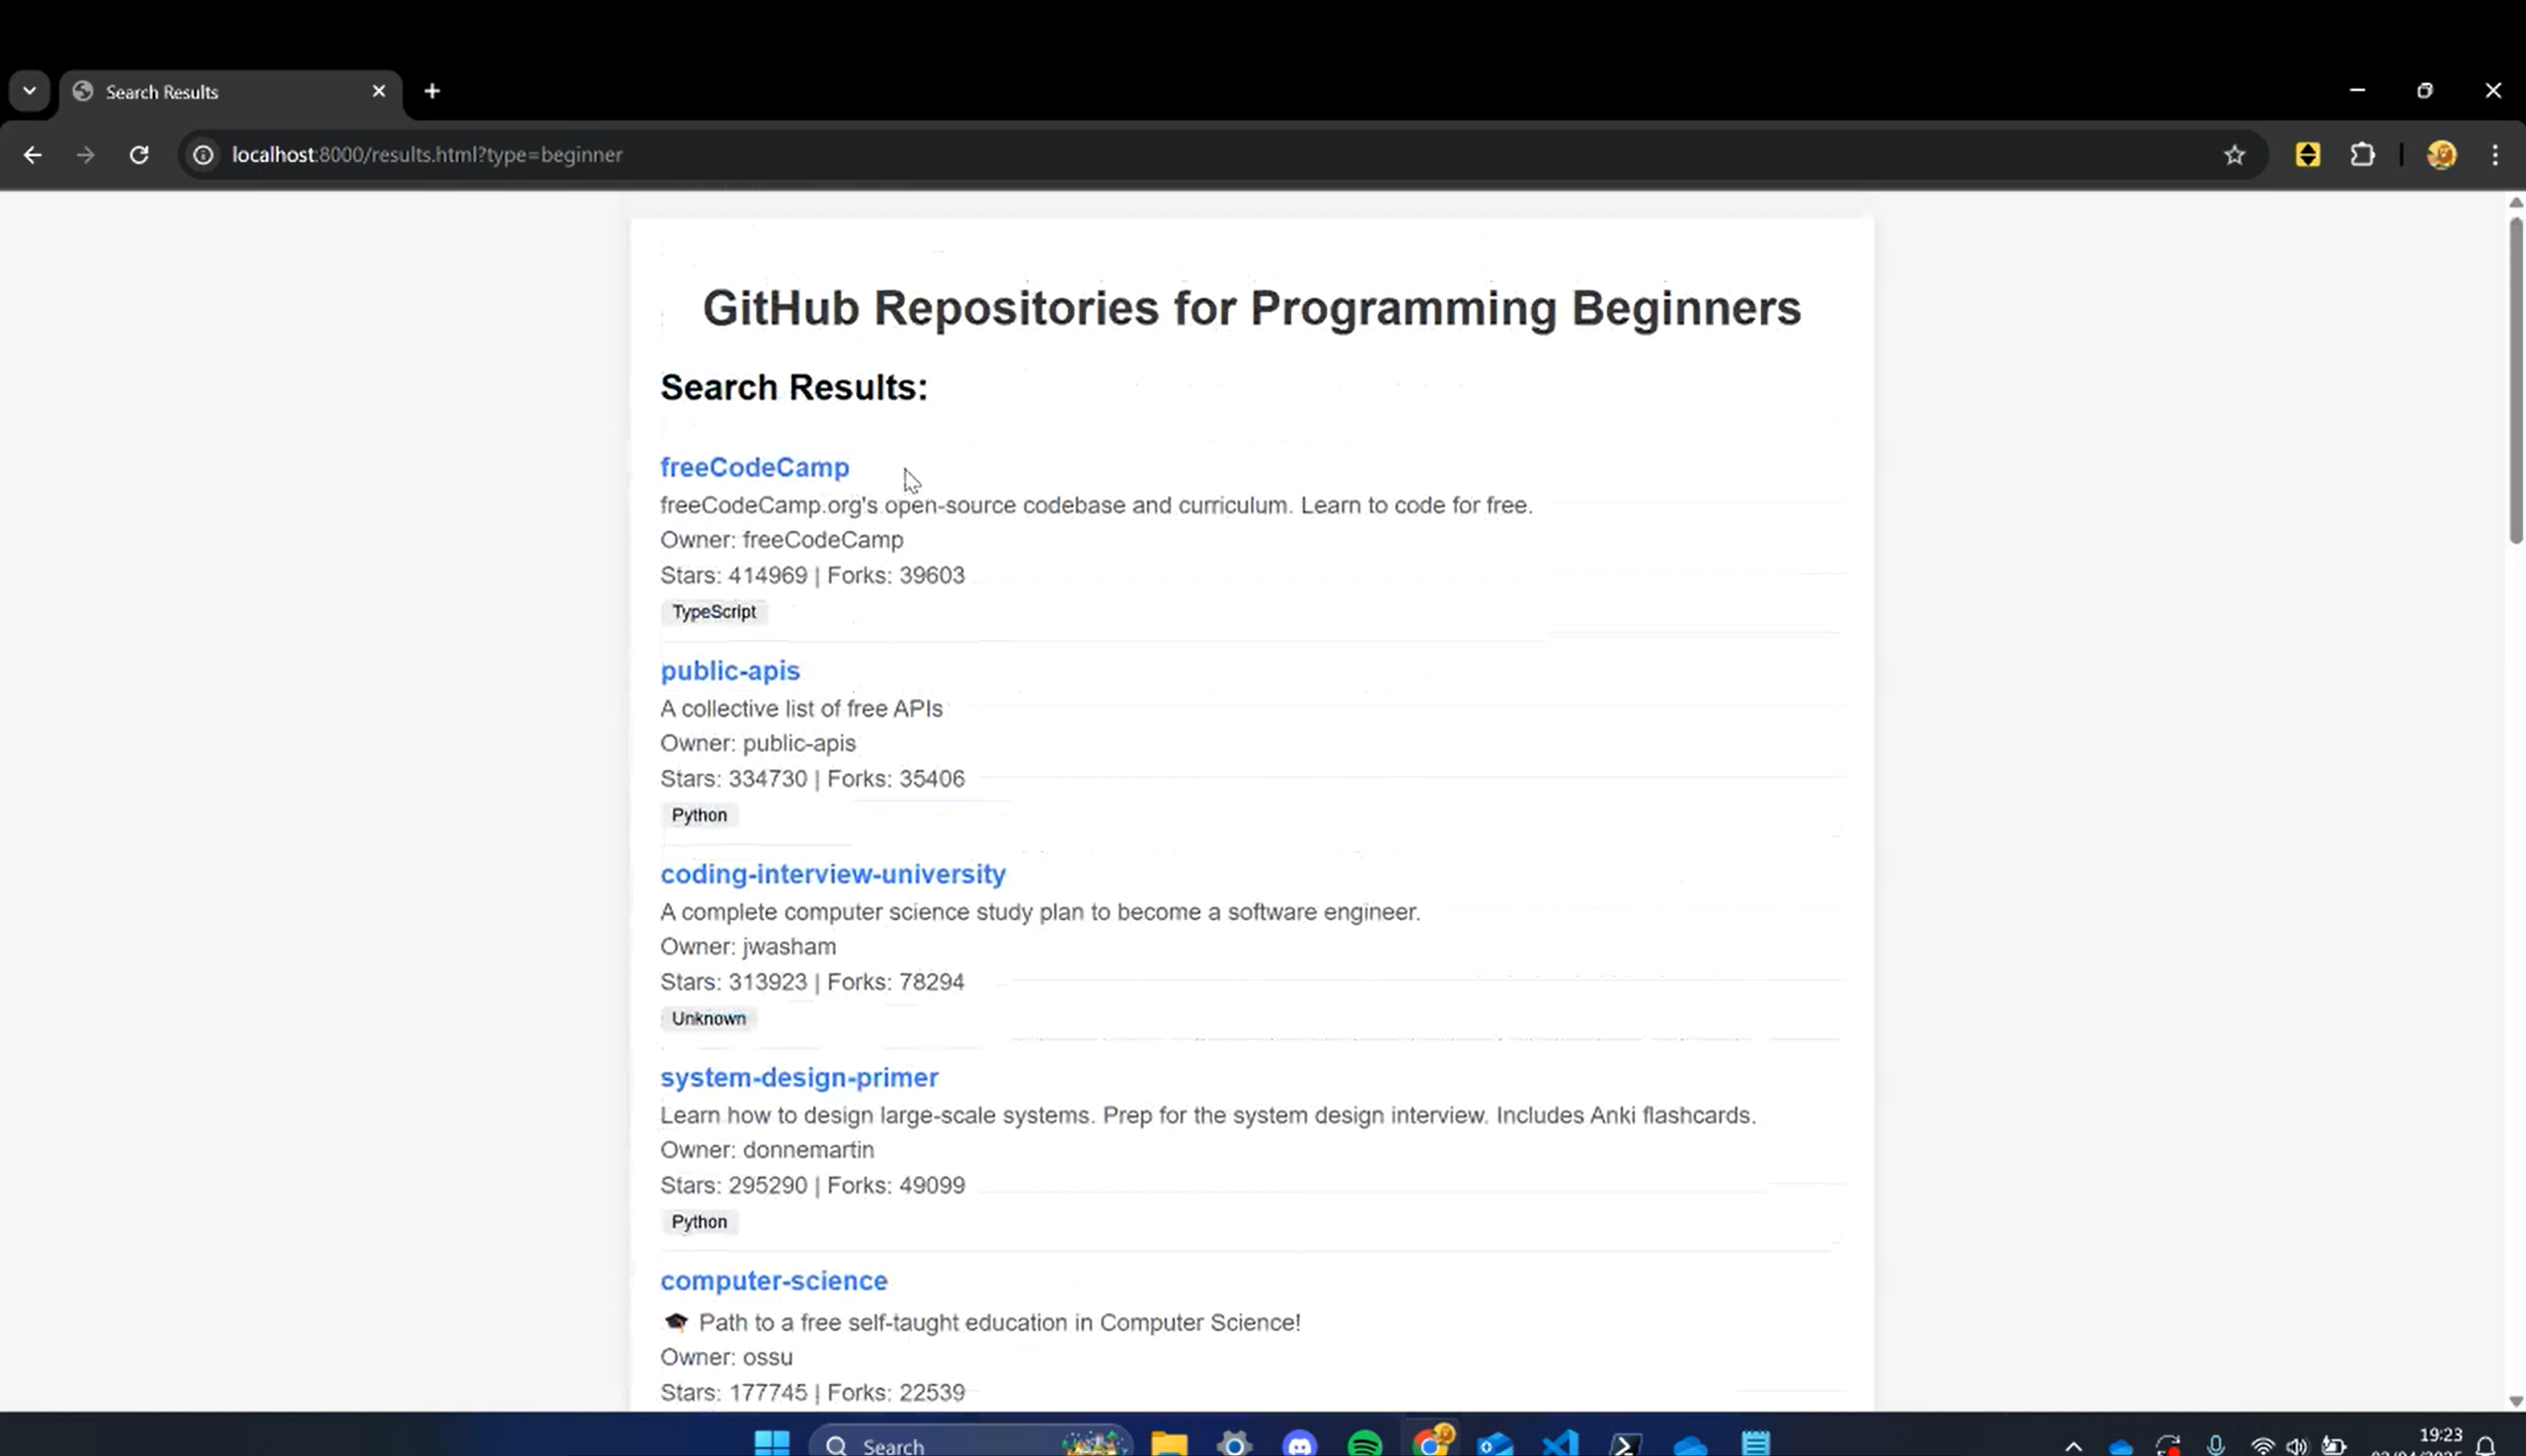 Search Results
localhost:8000/results.html?type=beginner
GitHub Repositories for Programming Beginners
Search Results:
freeCodeCamp
freeCodeCamp.org's open-source codebase and curriculum. Learn to code for free.
Owner: freeCodeCamp
Stars: 414969 | Forks: 39603
TypeScript
public-apis
A collective list of free APIs
Owner: public-apis
Stars: 334730 | Forks: 35406
Python
coding-interview-university
A complete computer science study plan to become a software engineer.
Owner: jwasham
Stars: 313923 | Forks: 78294
Unknown
system-design-primer
Learn how to design large-scale systems. Prep for the system design interview. Includes Anki flashcards.
Owner: donnemartin
Stars: 295290 | Forks: 49099
Python
computer-science
🎓 Path to a free self-taught education in Computer Science!
Owner: ossu
Stars: 177745 | Forks: 22539
Search
19:23